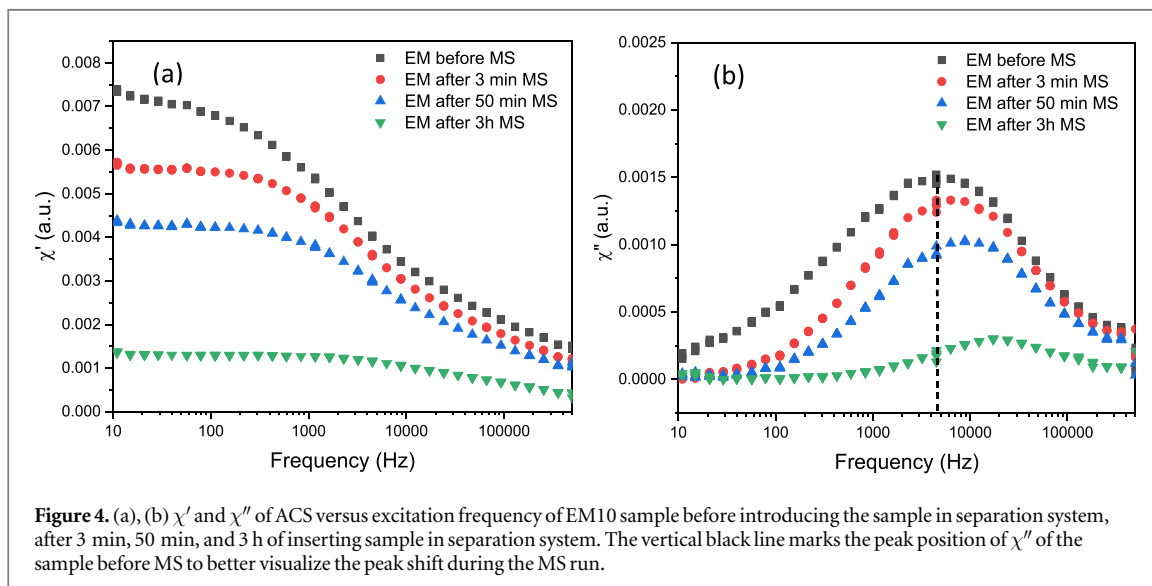 (a)
EM before MS
EM after 3 min MS
EM after 50 min MS
EM after 3h MS
0.008
0.007
0.006
0.005
0.004
0.003
0.002
0.001
0.000
χ' (a.u.)
10 100 1000 10000 100000
Frequency (Hz)
(b)
EM before MS
EM after 3 min MS
EM after 50 min MS
EM after 3h MS
0.0025
0.0020
0.0015
0.0010
0.0005
0.0000
χ" (a.u.)
10 100 1000 10000 100000
Frequency (Hz)
Figure 4. (a), (b) χ′ and χ″ of ACS versus excitation frequency of EM10 sample before introducing the sample in separation system,
after 3 min, 50 min, and 3 h of inserting sample in separation system. The vertical black line marks the peak position of χ″ of the
sample before MS to better visualize the peak shift during the MS run.